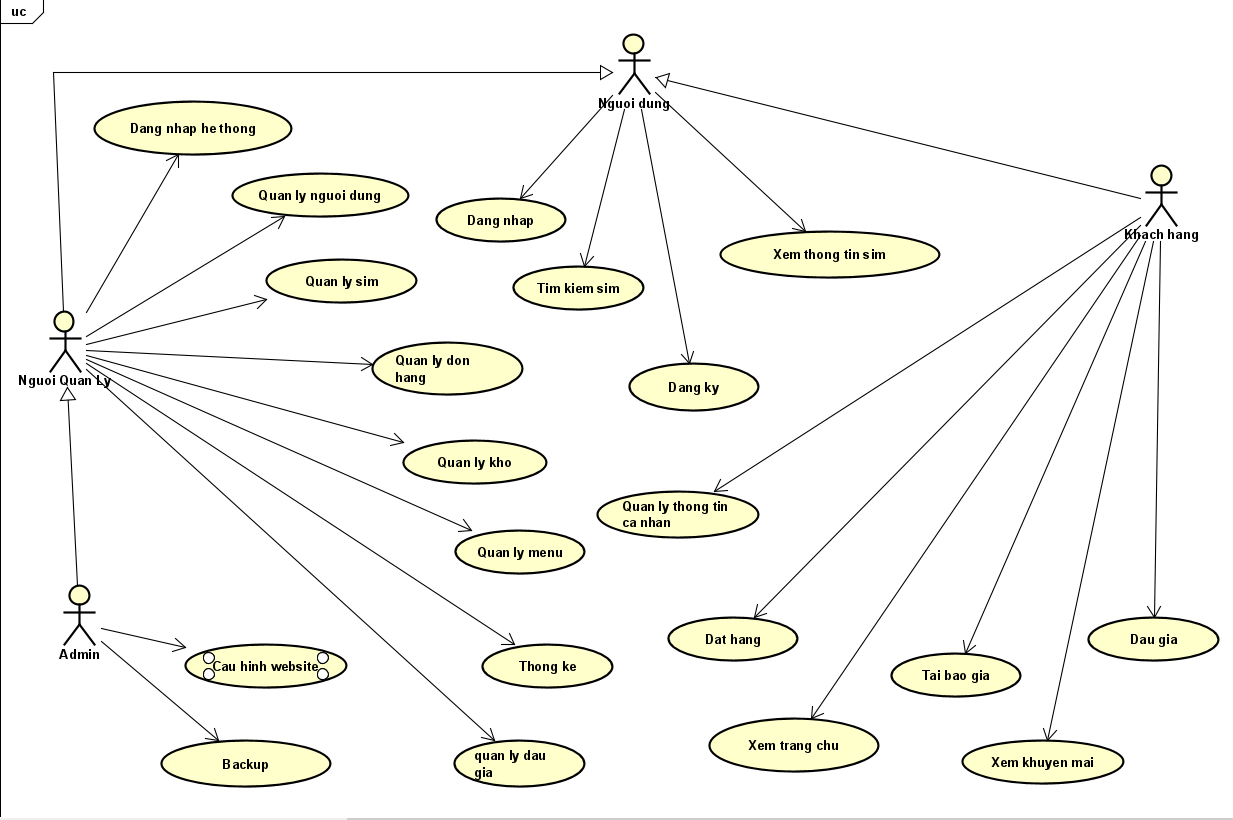 uc
Nguoi dung
Dang nhap he thong
Quan ly nguoi dung
Dang nhap
Khach hang
Xem thong tin sim
Quan ly sim
Tim kiem sim
Quan ly don
hang
Nguoi Quan Ly
Dang ky
Quan ly kho
Quan ly thong tin
ca nhan
Quan ly menu
Dat hang
Dau gia
Admin
Cau hinh website
Thong ke
Tai bao gia
Xem trang chu
quan ly dau
gia
Backup
Xem khuyen mai